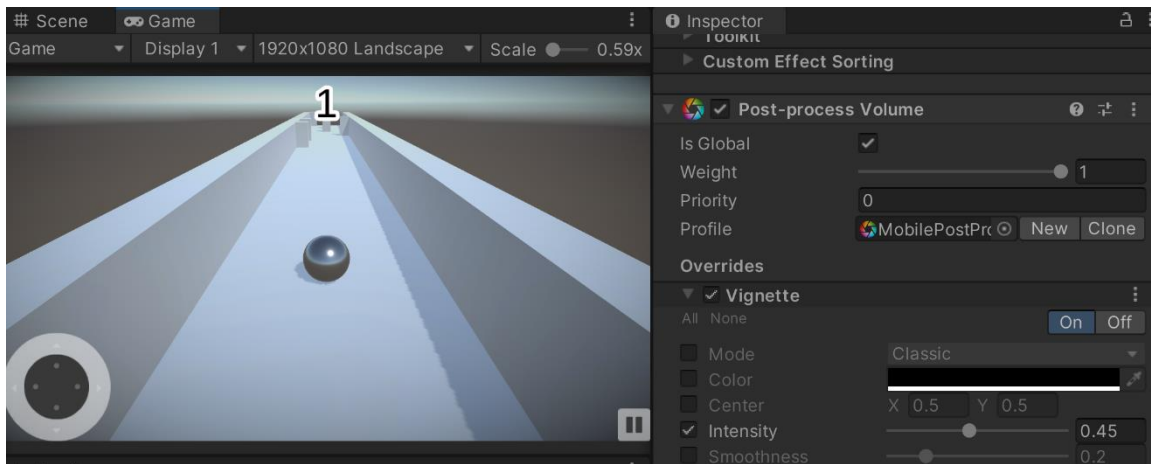 Scene Game
Game Display 1 1920x1080 Landscape Scale 0.59x
1
Inspector
Toolkit
Custom Effect Sorting
Post-process Volume
Is Global
Weight 1
Priority 0
Profile MobilePostPr New Clone
Overrides
Vignette
All None On Off
Mode Classic
Color
Center X 0.5 Y 0.5
Intensity 0.45
Smoothness 0.2